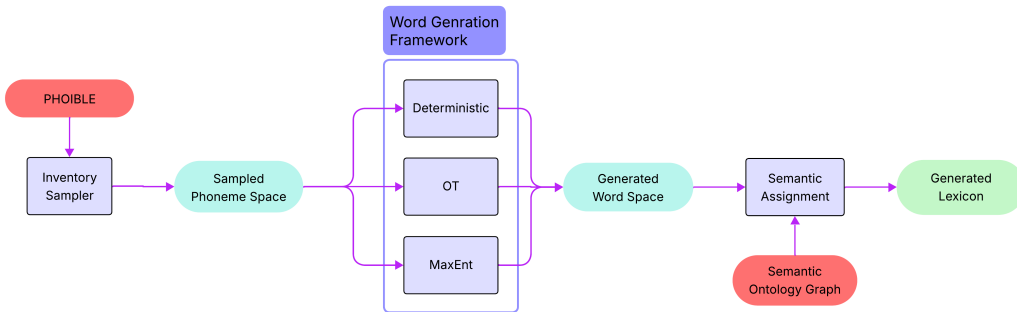 Word Genration
Framework
PHOIBLE
Inventory
Sampler
Sampled
Phoneme Space
Deterministic
OT
MaxEnt
Generated
Word Space
Semantic
Assignment
Semantic
Ontology Graph
Generated
Lexicon